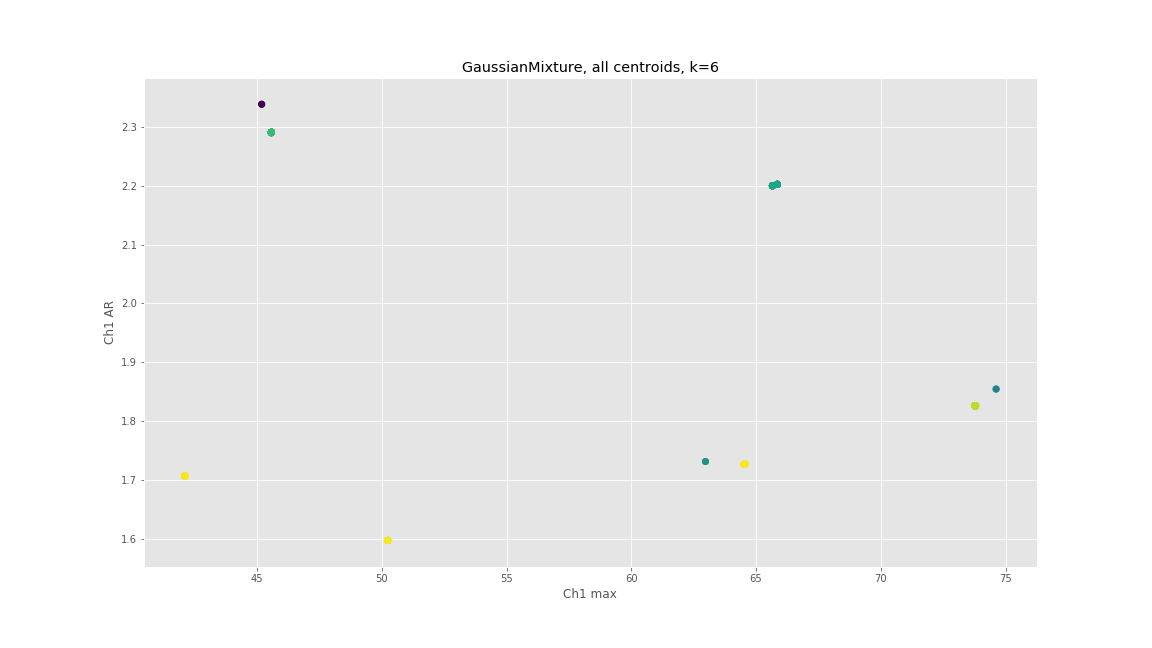 GaussianMixture, all centroids, k=6
2.3
2.2
2.1
2.0
1.9
1.8
1.7
1.6
Ch1 AR
45 50 55 60 65 70 75
Ch1 max